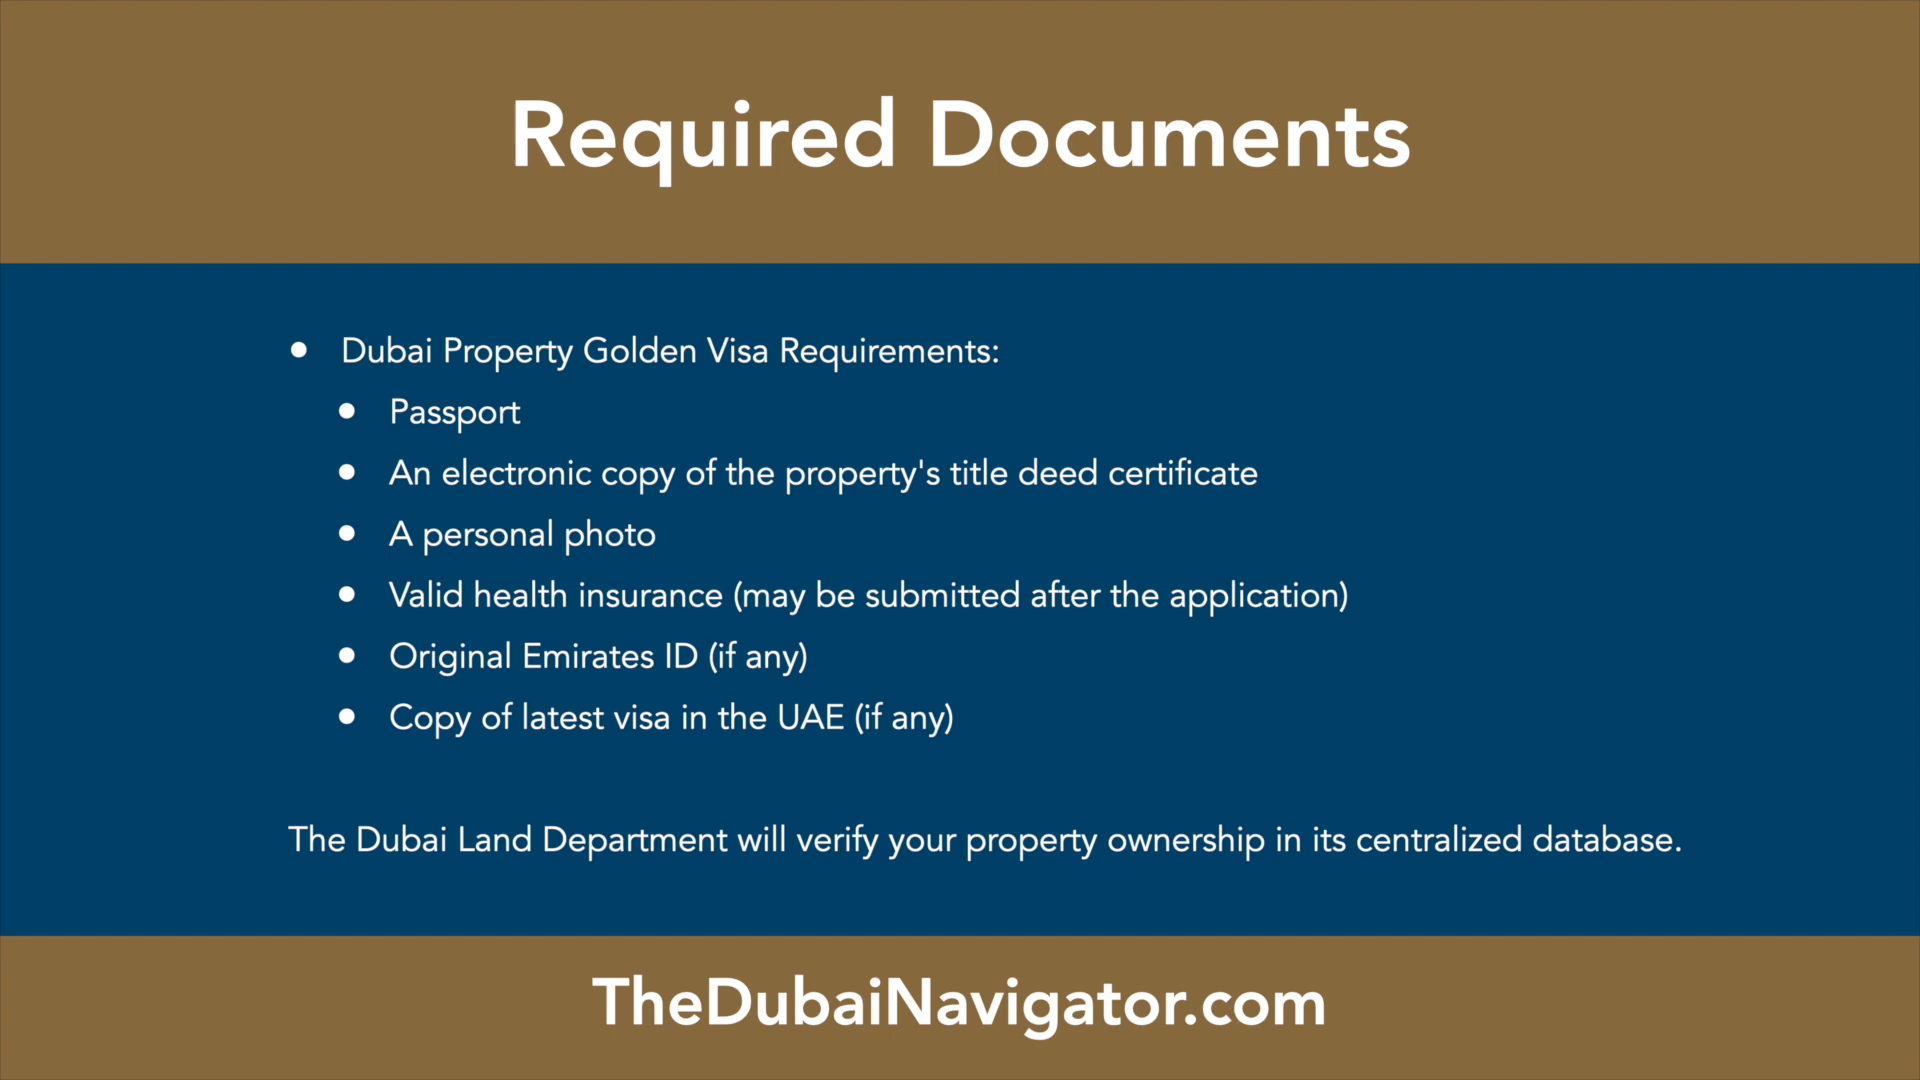 Required Documents
• Dubai Property Golden Visa Requirements:
• Passport
• An electronic copy of the property's title deed certificate
• A personal photo
• Valid health insurance (may be submitted after the application)
• Original Emirates ID (if any)
• Copy of latest visa in the UAE (if any)
The Dubai Land Department will verify your property ownership in its centralized database.
TheDubaiNavigator.com